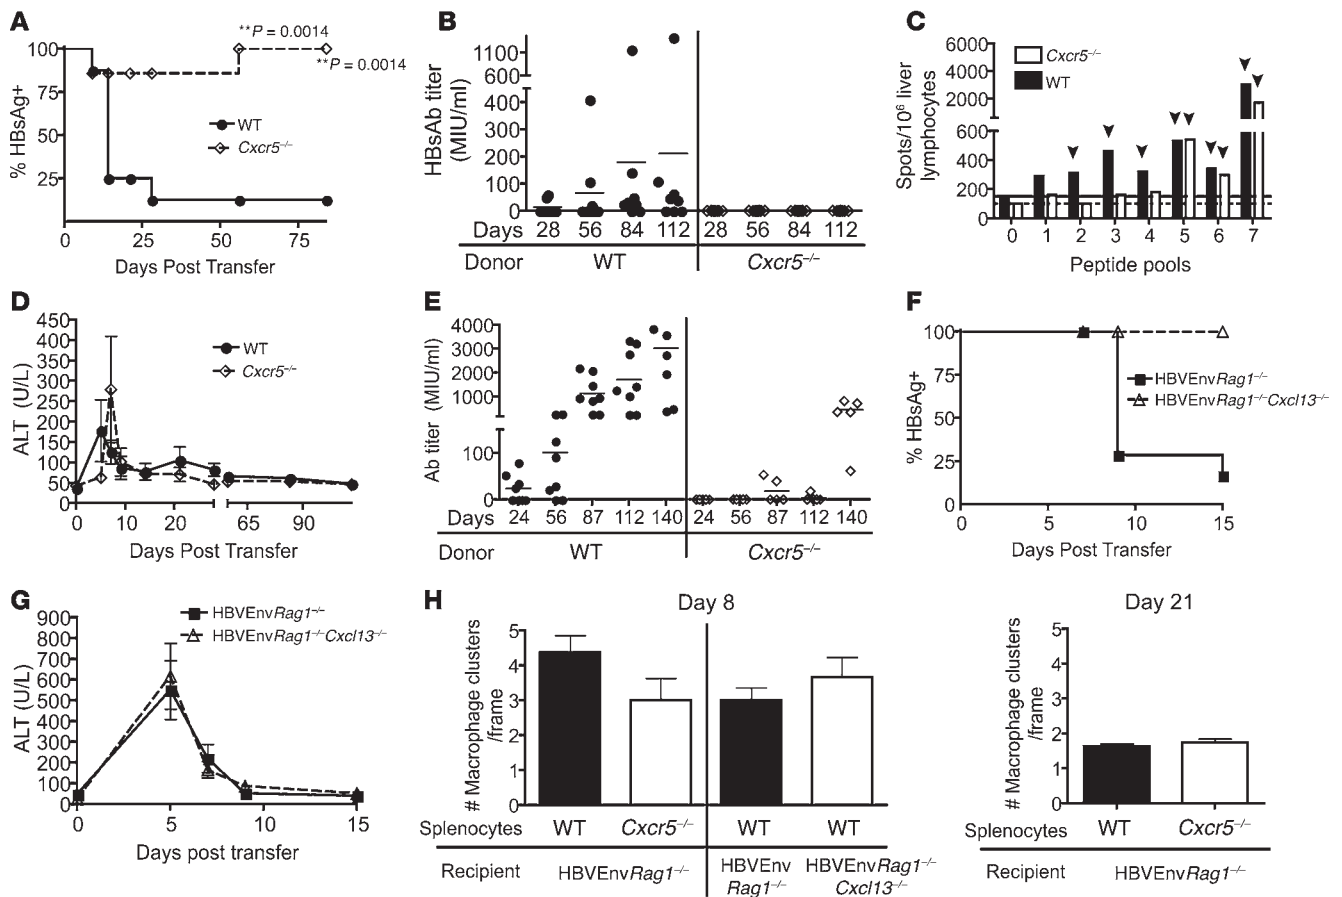 A
**P = 0.0014
**P = 0.0014
% HBsAg+
100
75
50
25
WT
Cxcr5–/–
0 25 50 75
Days Post Transfer
B
HBsAb titer
(MIU/ml)
1100
600
400
300
200
100
0
Days 28 56 84 112 28 56 84 112
Donor WT Cxcr5–/–
C
Spots/10⁶ liver
lymphocytes
6000
4000
2000
600
400
200
100
0
Cxcr5–/–
WT
0 1 2 3 4 5 6 7
Peptide pools
D
ALT (U/L)
450
400
350
300
250
200
150
100
50
0
WT
Cxcr5–/–
0 10 20 65 90
Days Post Transfer
E
Ab titer (MIU/ml)
4000
3000
2000
1000
100
0
Days 24 56 87 112 140 24 56 87 112 140
Donor WT Cxcr5–/–
F
% HBsAg+
100
75
50
25
0
HBVEnvRag1–/–
HBVEnvRag1–/–Cxcl13–/–
0 5 10 15
Days Post Transfer
G
ALT (U/L)
900
800
700
600
500
400
300
200
100
0
HBVEnvRag1–/–
HBVEnvRag1–/–Cxcl13–/–
0 5 10 15
Days post transfer
H
Day 8
# Macrophage clusters
/frame
5
4
3
2
1
0
Splenocytes WT Cxcr5–/– WT WT
Recipient HBVEnvRag1–/– HBVEnv HBVEnvRag1–/–
Rag1–/– Cxcl13–/–
Day 21
# Macrophage clusters
/frame
5
4
3
2
1
0
Splenocytes WT Cxcr5–/–
Recipient HBVEnvRag1–/–